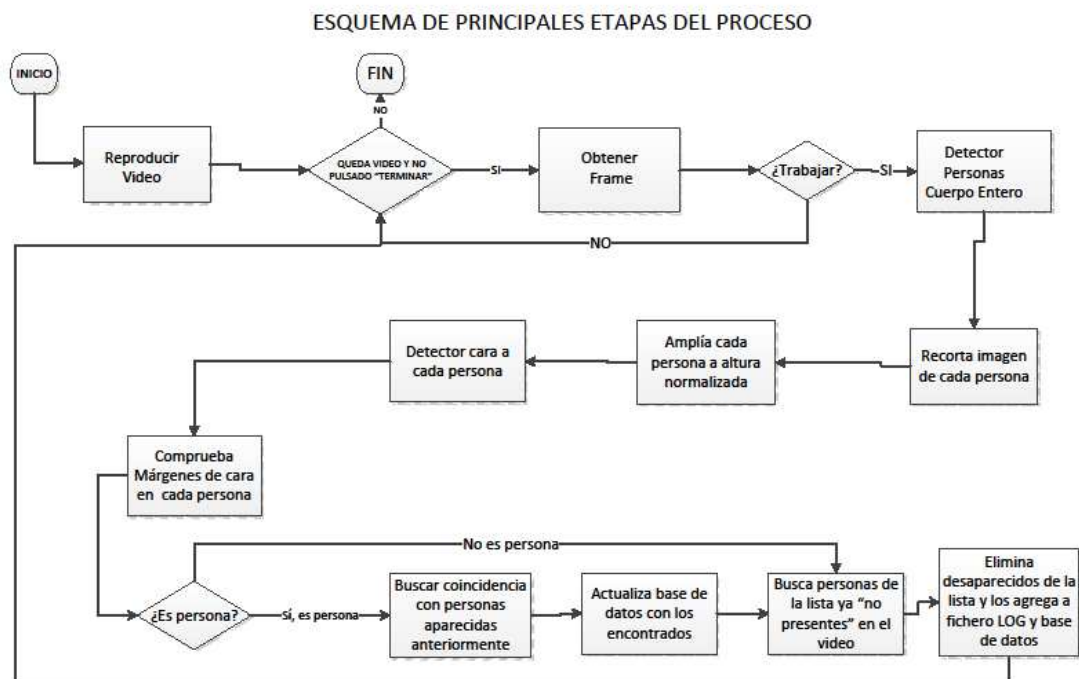 ESQUEMA DE PRINCIPALES ETAPAS DEL PROCESO
INICIO
FIN
NO
Reproducir
Video
QUEDA VIDEO Y NO
PULSADO “TERMINAR”
SI
Obtener
Frame
¿Trabajar?
SI
Detector
Personas
Cuerpo Entero
NO
Recorta imagen
de cada persona
Amplía cada
persona a altura
normalizada
Detector cara a
cada persona
Comprueba
Márgenes de cara
en cada persona
No es persona
¿Es persona?
Sí, es persona
Buscar coincidencia
con personas
aparecidas
anteriormente
Actualiza base de
datos con los
encontrados
Busca personas de
la lista ya “no
presentes” en el
video
Elimina
desaparecidos de la
lista y los agrega a
fichero LOG y base
de datos